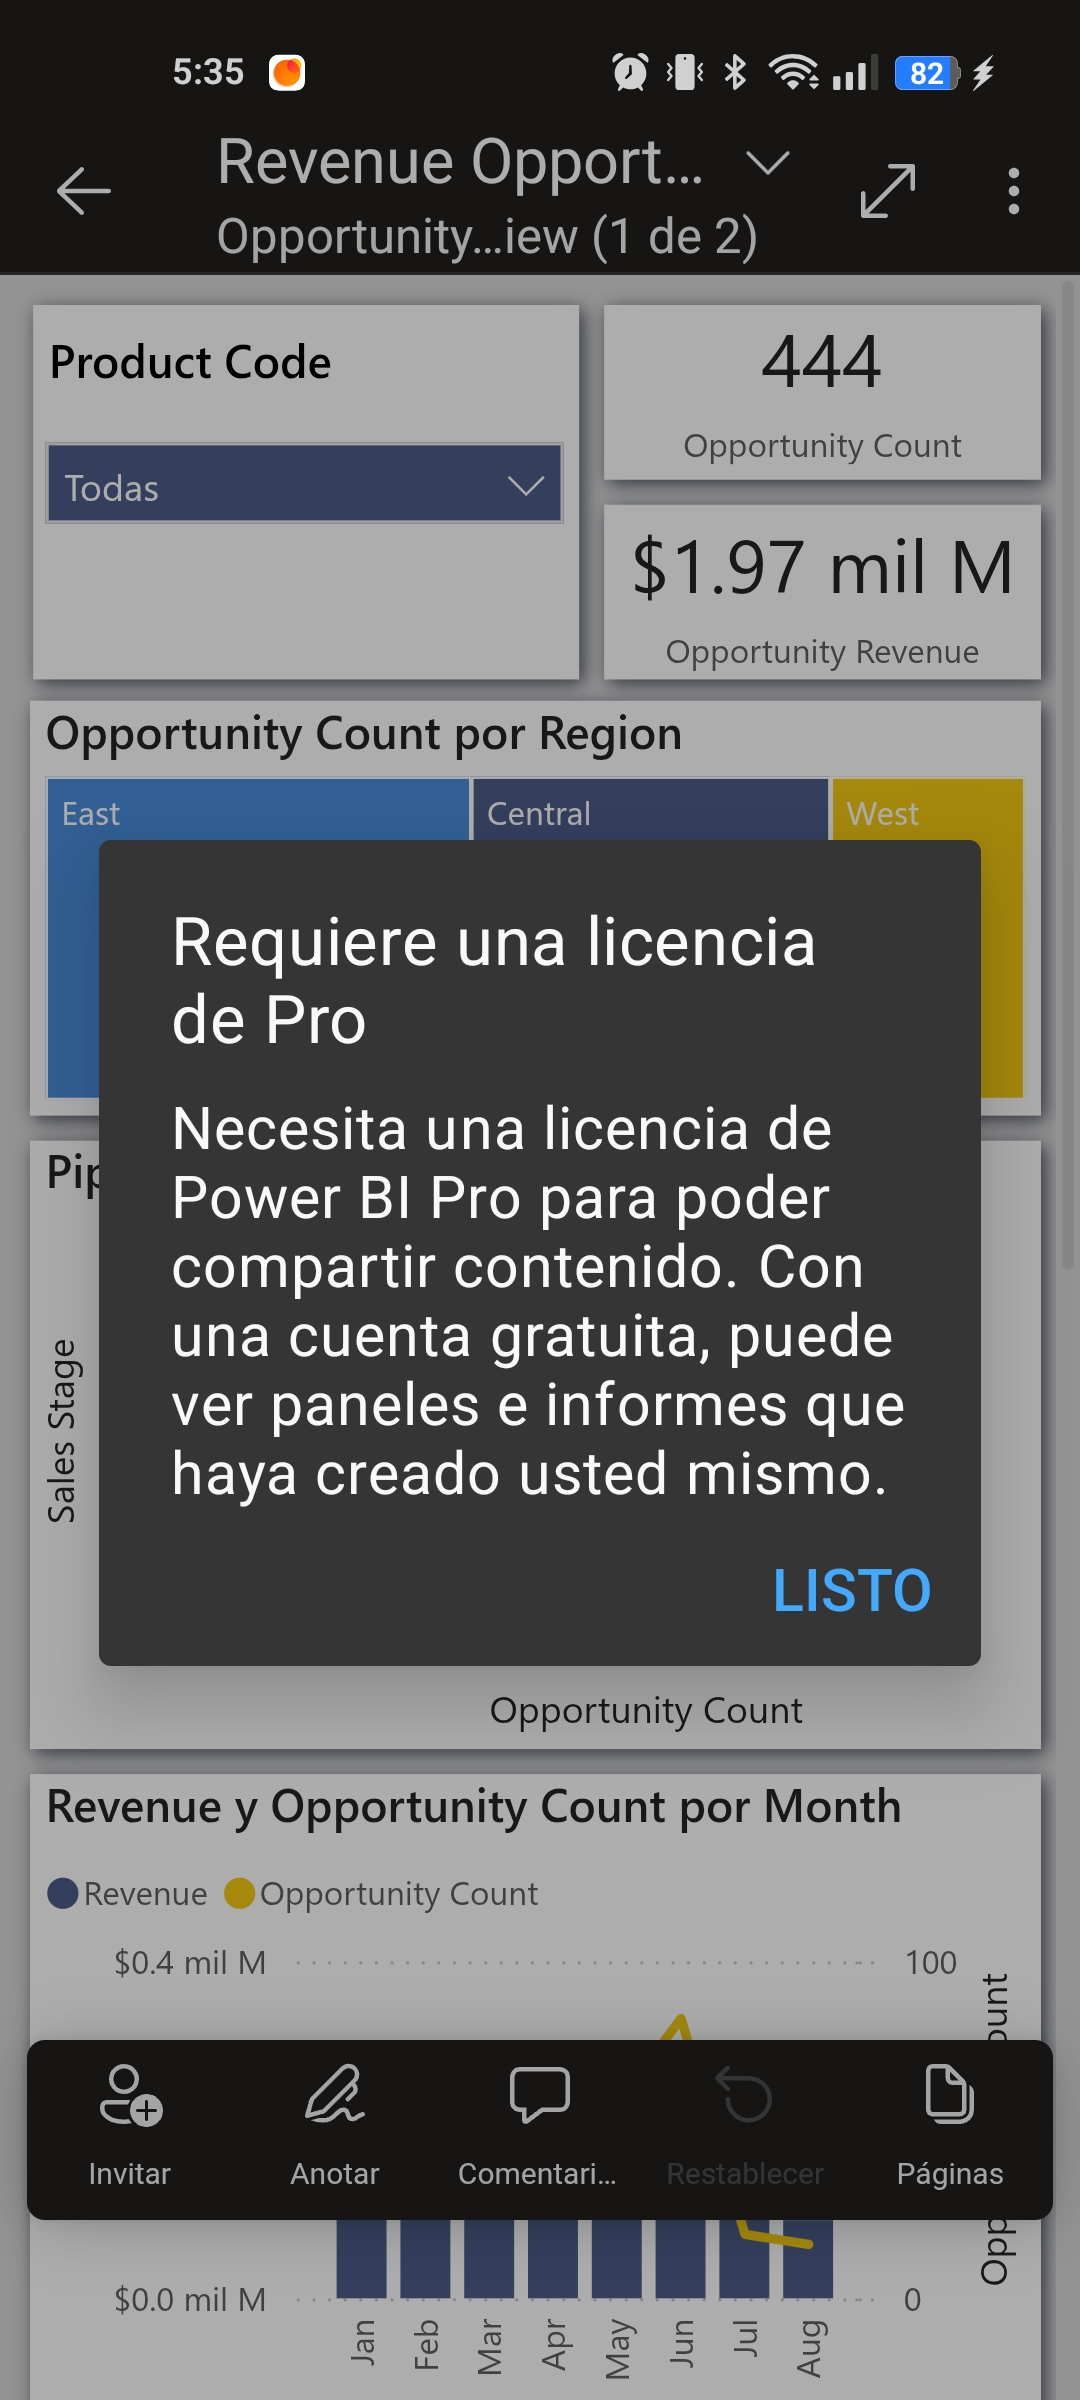 5:35
82
Revenue Opport...
Opportunity...iew (1 de 2)
Product Code
Todas
444
Opportunity Count
$1.97 mil M
Opportunity Revenue
Opportunity Count por Region
East
Central
West
Requiere una licencia
de Pro
Necesita una licencia de
Power BI Pro para poder
compartir contenido. Con
una cuenta gratuita, puede
ver paneles e informes que
haya creado usted mismo.
LISTO
Sales Stage
Opportunity Count
Revenue y Opportunity Count por Month
Revenue
Opportunity Count
$0.4 mil M
100
Invitar
Anotar
Comentari...
Restablecer
Páginas
$0.0 mil M
0
Jan
Feb
Mar
Apr
May
Jun
Jul
Aug